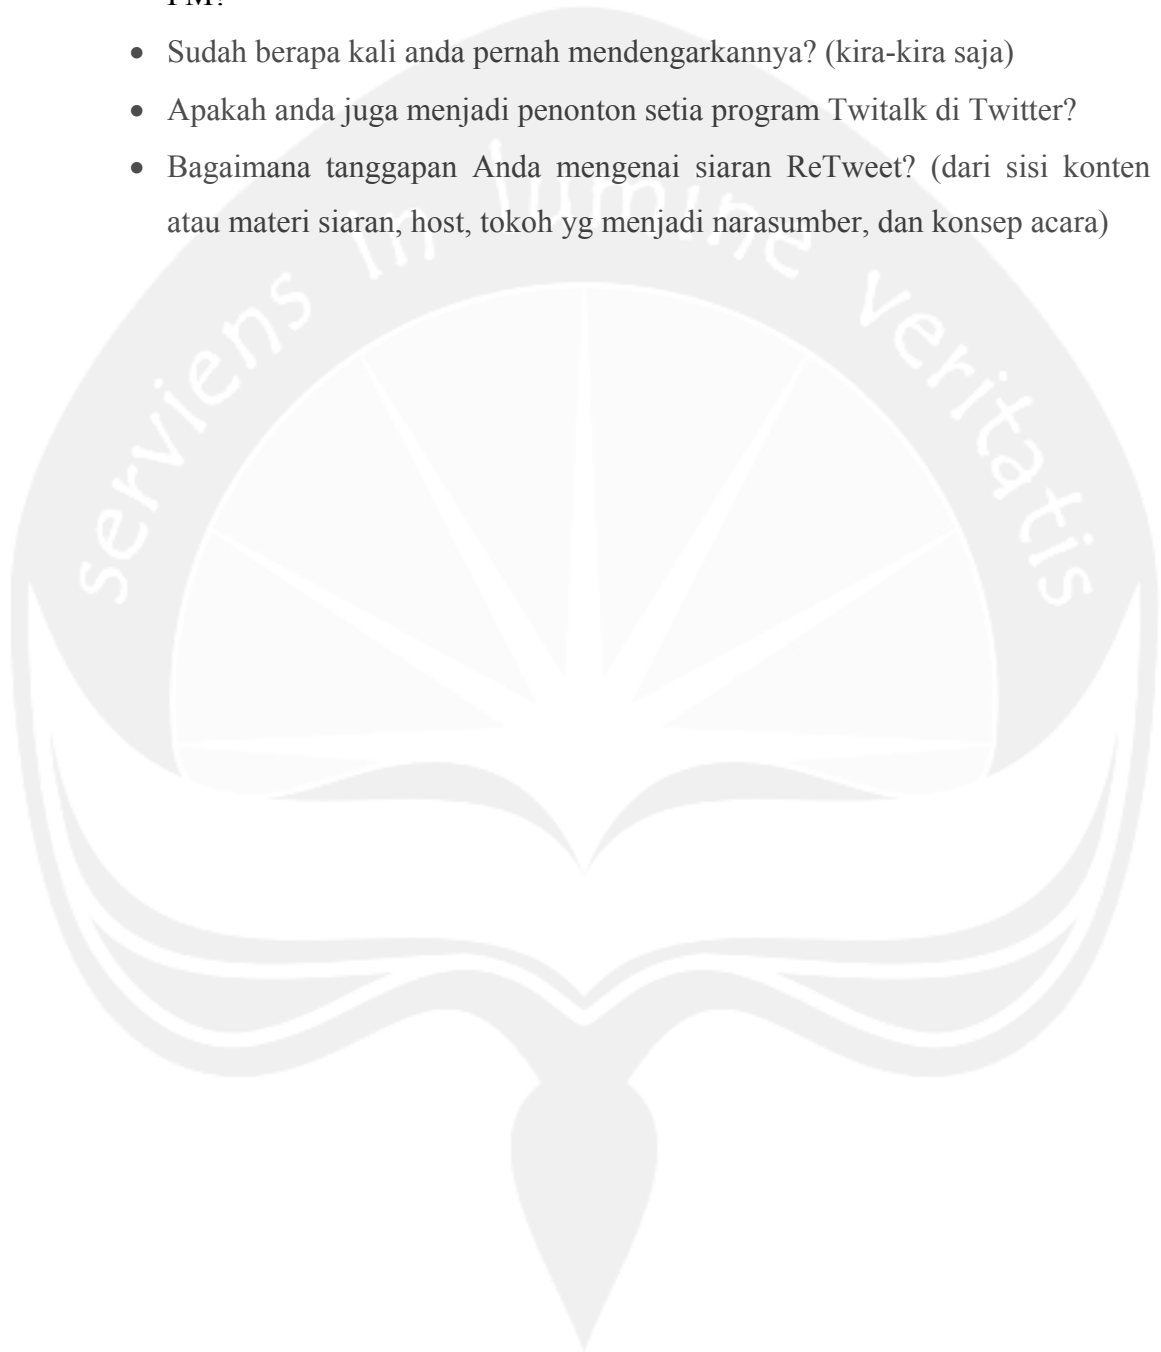 FM?
• Sudah berapa kali anda pernah mendengarkannya? (kira-kira saja)
• Apakah anda juga menjadi penonton setia program Twitalk di Twitter?
• Bagaimana tanggapan Anda mengenai siaran ReTweet? (dari sisi konten
atau materi siaran, host, tokoh yg menjadi narasumber, dan konsep acara)
serviens in lumine veritatis